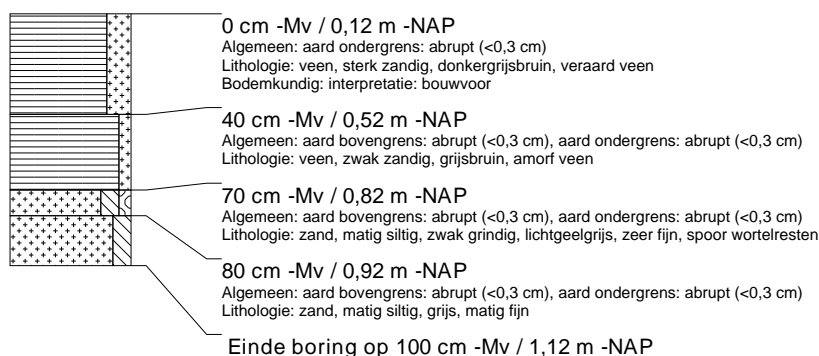 0 cm -Mv / 0,12 m -NAP
Algemeen: aard ondergrens: abrupt (<0,3 cm)
Lithologie: veen, sterk zandig, donkergrijsbruin, veraard veen
Bodemkundig: interpretatie: bouwvoor
40 cm -Mv / 0,52 m -NAP
Algemeen: aard bovengrens: abrupt (<0,3 cm), aard ondergrens: abrupt (<0,3 cm)
Lithologie: veen, zwak zandig, grijsbruin, amorf veen
70 cm -Mv / 0,82 m -NAP
Algemeen: aard bovengrens: abrupt (<0,3 cm), aard ondergrens: abrupt (<0,3 cm)
Lithologie: zand, matig siltig, zwak grindig, lichtgeelgrijs, zeer fijn, spoor wortelresten
80 cm -Mv / 0,92 m -NAP
Algemeen: aard bovengrens: abrupt (<0,3 cm), aard ondergrens: abrupt (<0,3 cm)
Lithologie: zand, matig siltig, grijs, matig fijn
Einde boring op 100 cm -Mv / 1,12 m -NAP